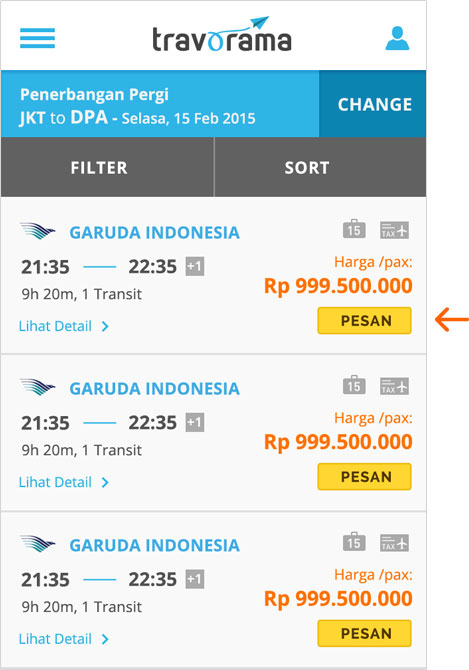 travorama
Penerbangan Pergi
JKT to DPA - Selasa, 15 Feb 2015
CHANGE
FILTER
SORT
GARUDA INDONESIA
15
TAX
21:35
22:35 +1
Harga /pax:
Rp 999.500.000
9h 20m, 1 Transit
Lihat Detail
PESAN
GARUDA INDONESIA
15
TAX
21:35
22:35 +1
Harga /pax:
Rp 999.500.000
9h 20m, 1 Transit
Lihat Detail
PESAN
GARUDA INDONESIA
15
TAX
21:35
22:35 +1
Harga /pax:
Rp 999.500.000
9h 20m, 1 Transit
Lihat Detail
PESAN